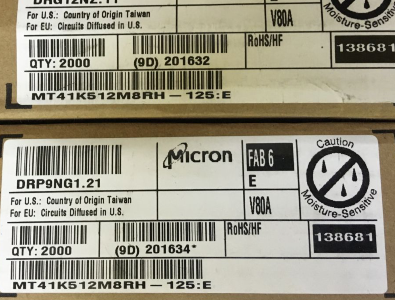 For U.S.: Country of Origin Taiwan
For EU: Circuits Diffused in U.S.
V80A
Moisture-Sensitive
RoHS/HF
138681
QTY: 2000
(9D) 201632
MT41K512M8RH – 125:E
Micron
FAB 6
Caution
DRP9NG1.21
E
For U.S.: Country of Origin Taiwan
For EU: Circuits Diffused in U.S.
V80A
Moisture-Sensitive
RoHS/HF
138681
QTY: 2000
(9D) 201634*
MT41K512M8RH – 125:E